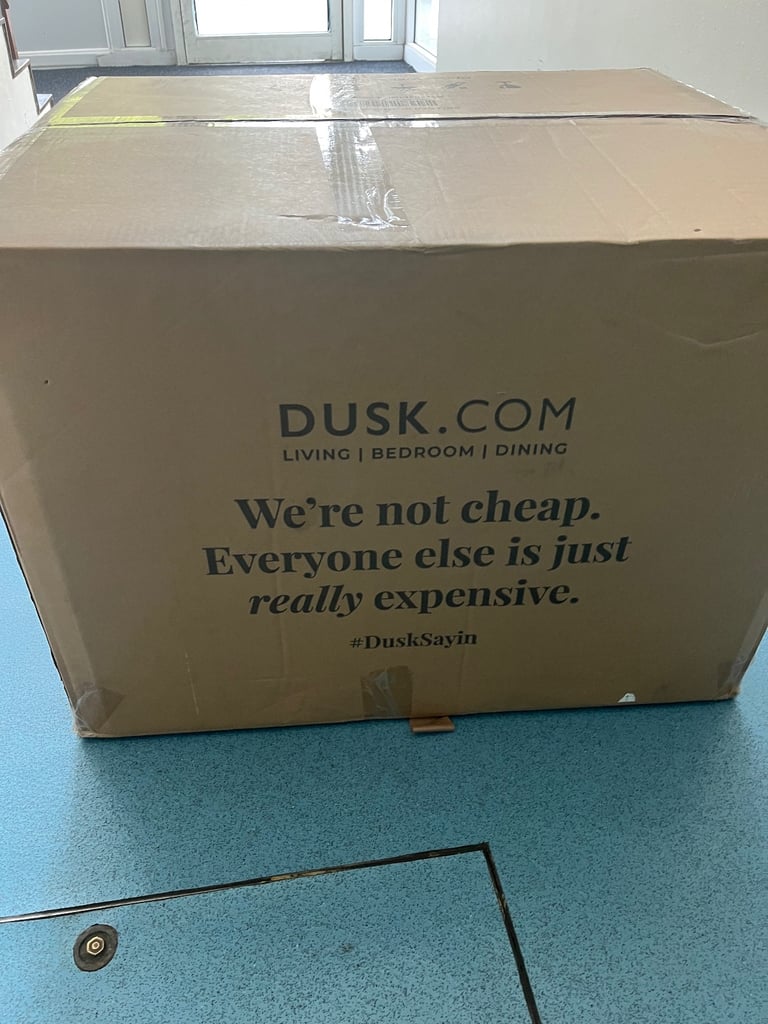 DUSK.COM
LIVING | BEDROOM | DINING
We're not cheap.
Everyone else is just
really expensive.
#DuskSayin